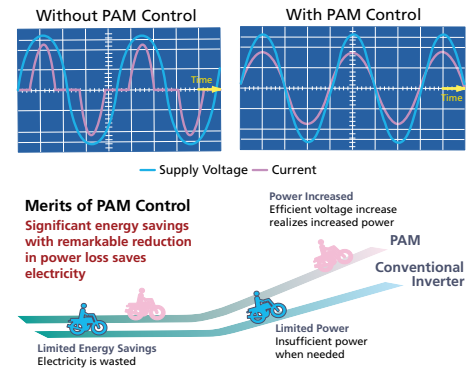 Without PAM Control
With PAM Control
Time
Time
Supply Voltage
Current
Merits of PAM Control
Significant energy savings
with remarkable reduction
in power loss saves
electricity
Power Increased
Efficient voltage increase
realizes increased power
PAM
Conventional
Inverter
Limited Energy Savings
Electricity is wasted
Limited Power
Insufficient power
when needed